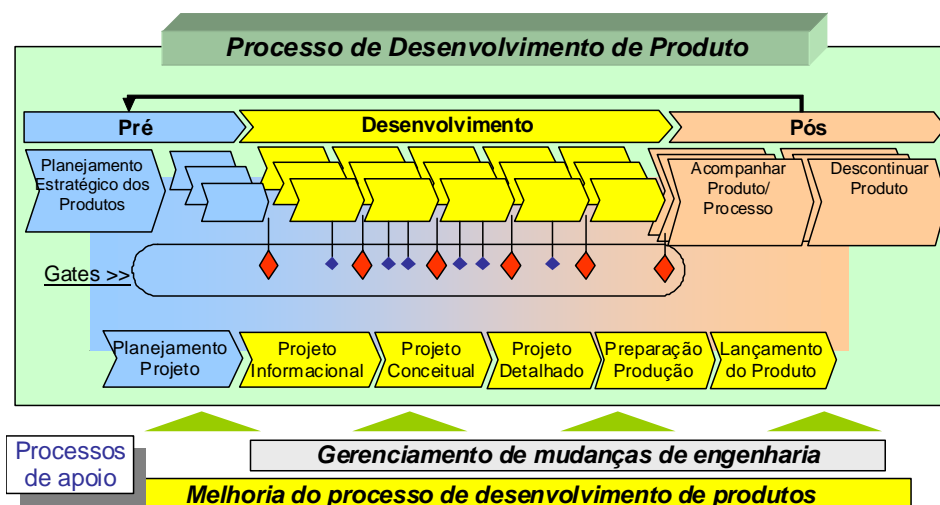 Processo de Desenvolvimento de Produto
Pré
Desenvolvimento
Pós
Planejamento
Estratégico dos
Produtos
Acompanhar
Produto/
Processo
Descontinuar
Produto
Gates >>
Planejamento
Projeto
Projeto
Informacional
Projeto
Conceitual
Projeto
Detalhado
Preparação
Produção
Lançamento
do Produto
Processos
de apoio
Gerenciamento de mudanças de engenharia
Melhoria do processo de desenvolvimento de produtos